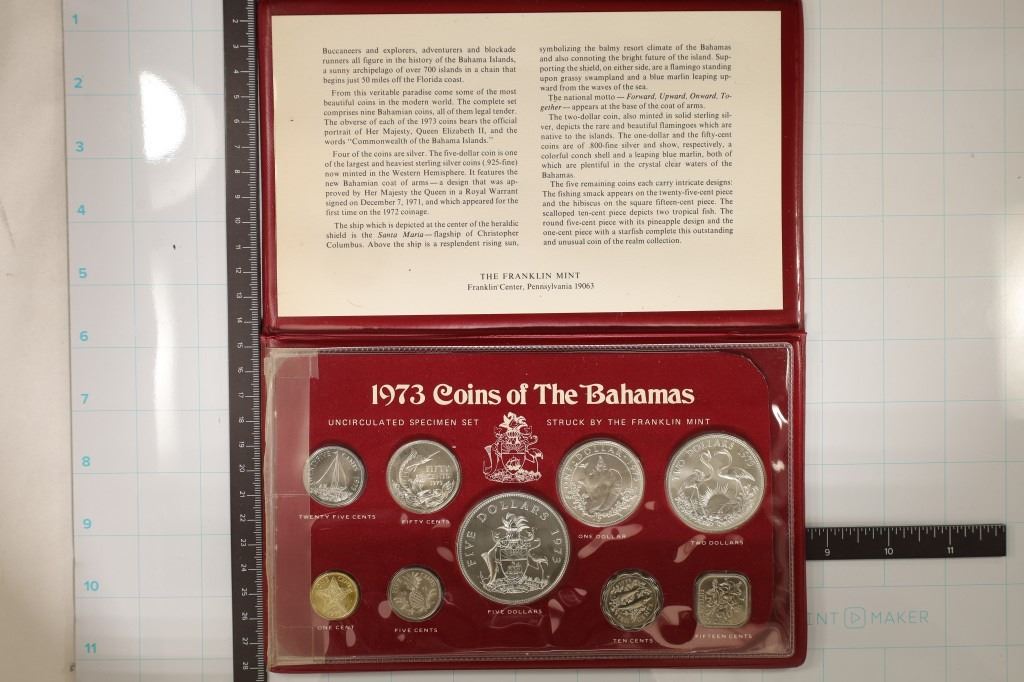 Buccaneers and explorers, adventurers and blockade
runners all figure in the history of the Bahama Islands,
a sunny archipelago of over 700 islands in a chain that
begins just 50 miles off the Florida coast.
From this veritable paradise come some of the most
beautiful coins in the modern world. The complete set
comprises nine Bahamian coins, all of them legal tender.
The obverse of each of the 1973 coins bears the official
portrait of Her Majesty, Queen Elizabeth II, and the
words "Commonwealth of the Bahama Islands."
Four of the coins are silver. The five-dollar coin is one
of the largest and heaviest sterling silver coins (.925-fine)
now minted in the Western Hemisphere. It features the
new Bahamian coat of arms — a design that was ap-
proved by Her Majesty the Queen in a Royal Warrant
signed on December 7, 1971, and which appeared for the
first time on the 1972 coinage.
The ship which is depicted at the center of the heraldic
shield is the Santa Maria — flagship of Christopher
Columbus. Above the ship is a resplendent rising sun,
symbolizing the balmy resort climate of the Bahamas
and also connoting the bright future of the island. Sup-
porting the shield, on either side, are a flamingo standing
upon grassy swampland and a blue marlin leaping up-
ward from the waves of the sea.
The national motto — Forward, Upward, Onward, To-
gether — appears at the base of the coat of arms.
The two-dollar coin, also minted in solid sterling sil-
ver, depicts the rare and beautiful flamingoes which are
native to the islands. The one-dollar and the fifty-cent
coins are of .800-fine silver and show, respectively, a
colorful conch shell and a leaping blue marlin, both of
which are plentiful in the crystal clear waters of the
Bahamas.
The five remaining coins each carry intricate designs:
The fishing smack appears on the twenty-five-cent piece
and the hibiscus on the square fifteen-cent piece. The
scalloped ten-cent piece depicts two tropical fish. The
round five-cent piece with its pineapple design and the
one-cent piece with a starfish complete this outstanding
and unusual coin of the realm collection.
THE FRANKLIN MINT
Franklin Center, Pennsylvania 19063
1973 Coins of The Bahamas
UNCIRCULATED SPECIMEN SET STRUCK BY THE FRANKLIN MINT
TWENTY FIVE CENTS
FIFTY CENTS
ONE DOLLAR
TWO DOLLARS
FIVE DOLLARS 1973
FIVE DOLLARS
ONE CENT
FIVE CENTS
TEN CENTS
FIFTEEN CENTS
1
2
3
4
5
6
7
8
9
10
11
9 10 11
INT MAKER